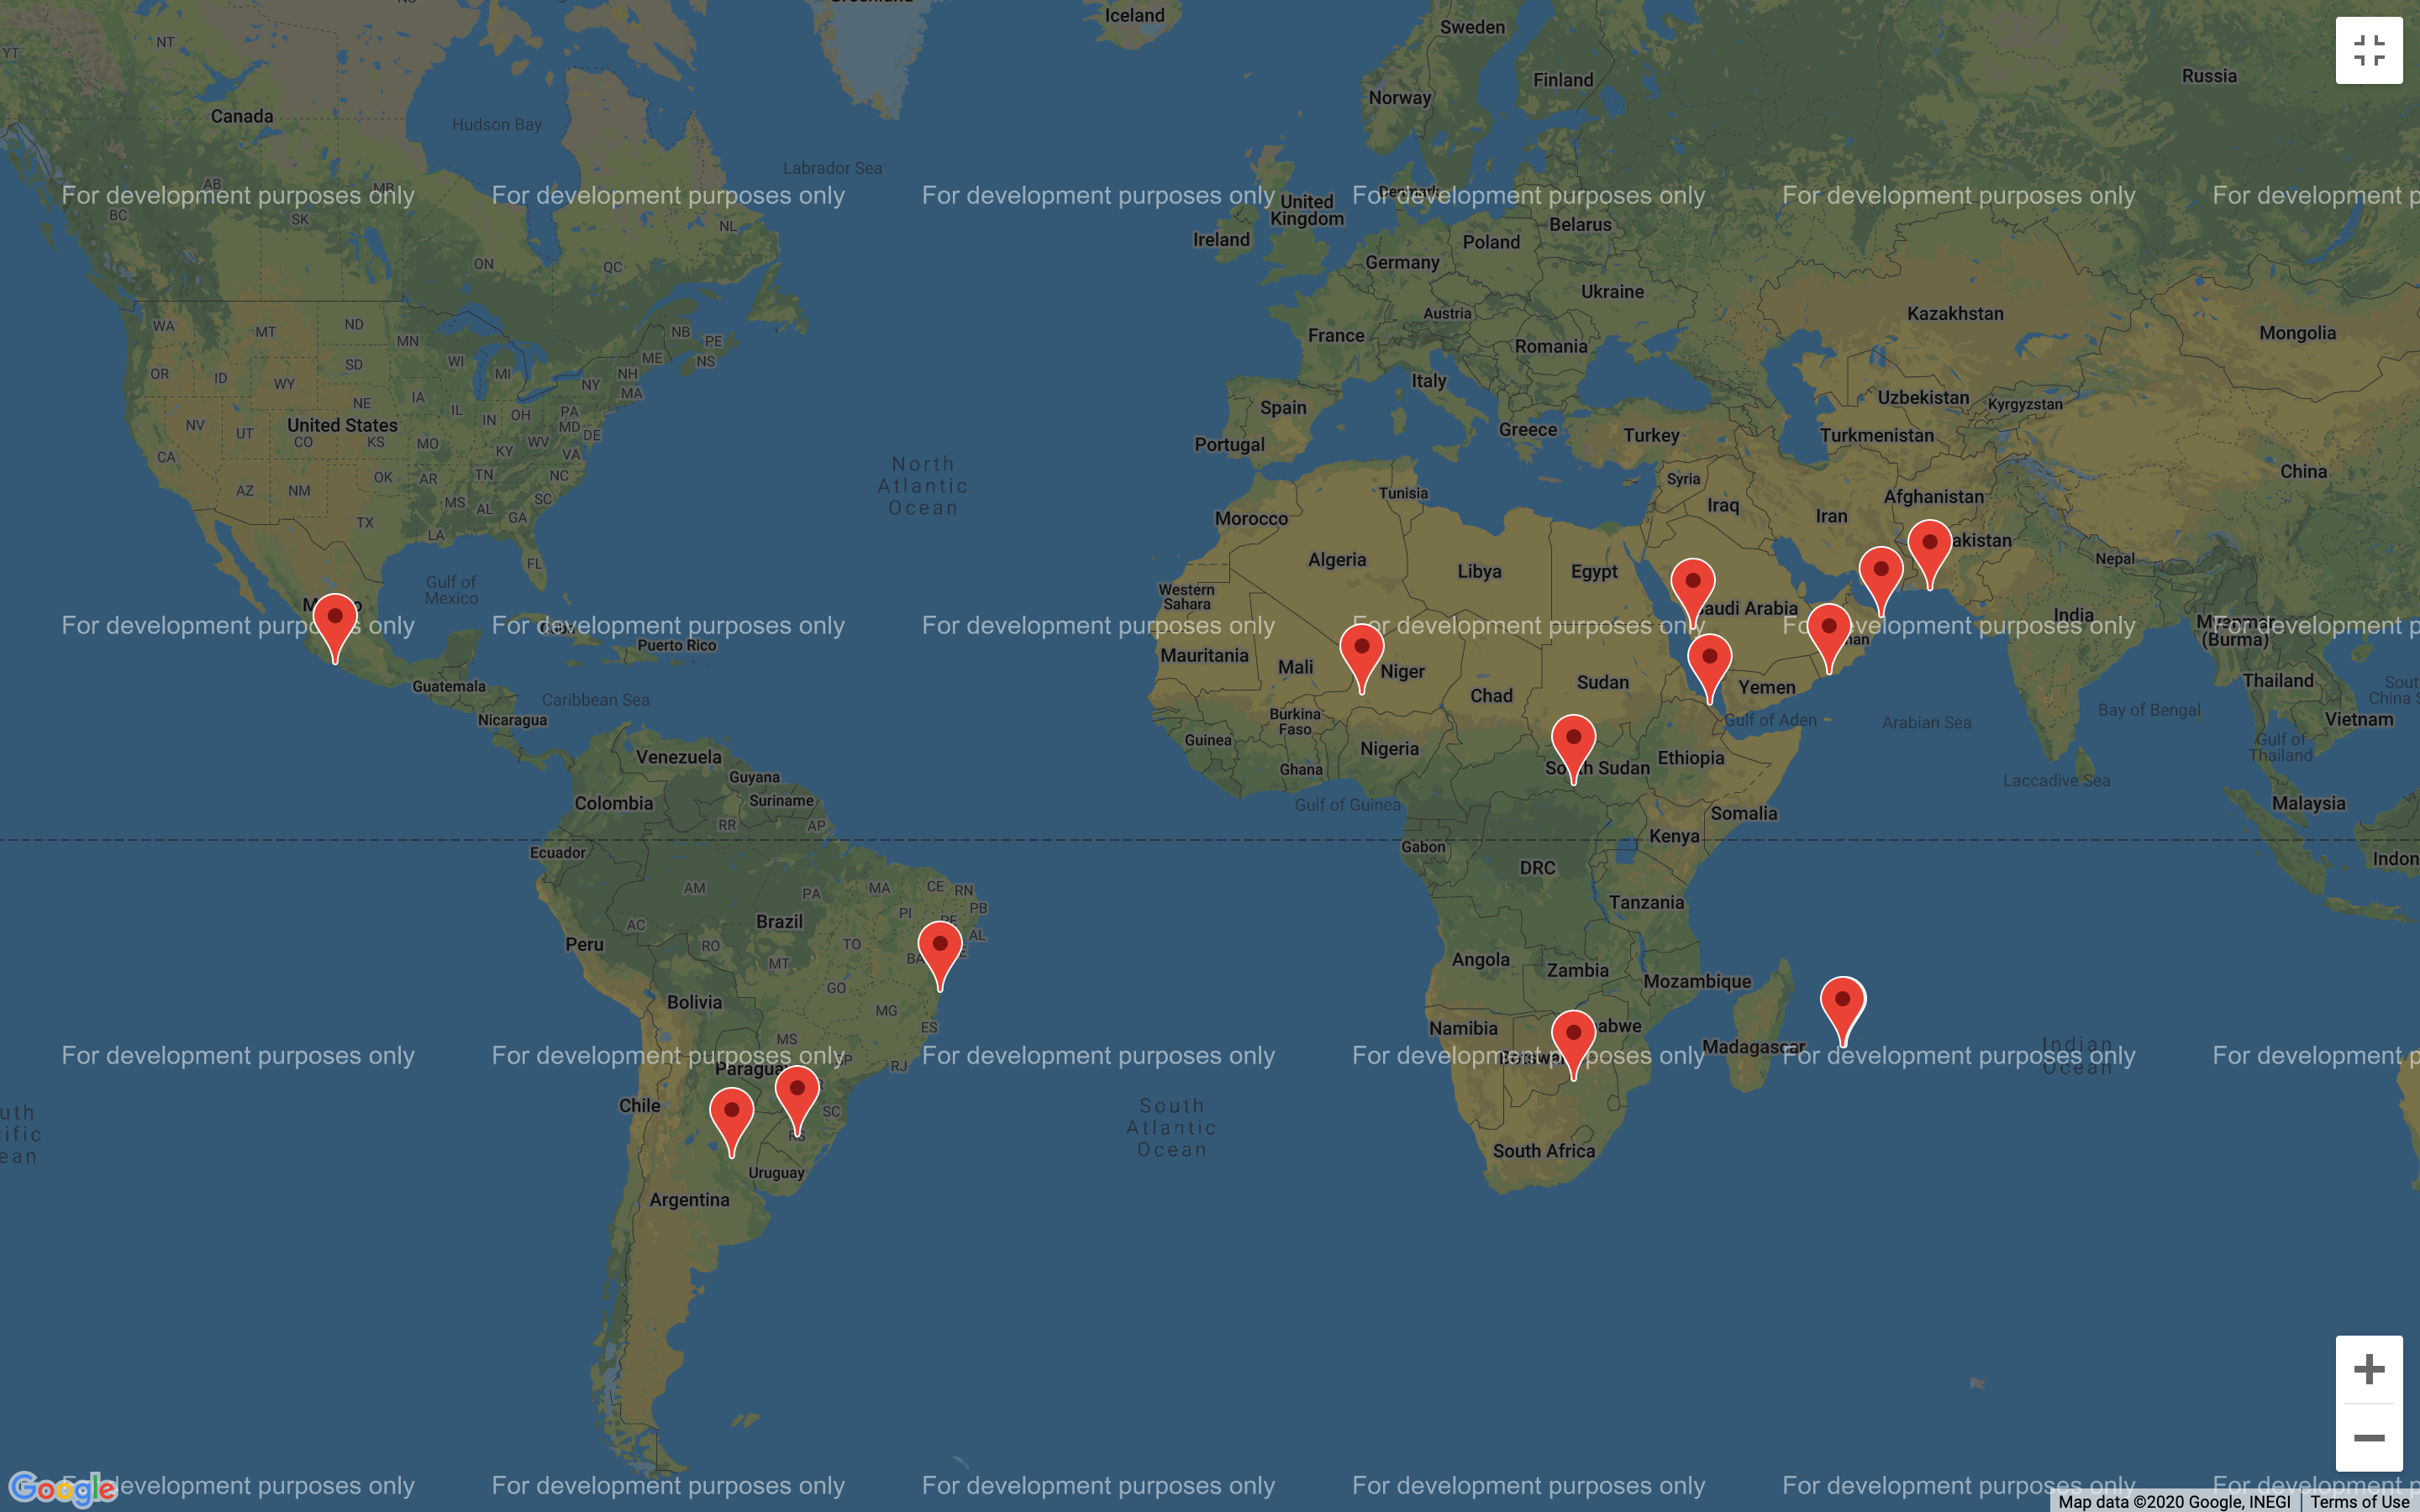 Greenland
Iceland
Sweden
Finland
Norway
Russia
NT
YT
Canada
Hudson Bay
Labrador Sea
AB
MB
For development purposes only
For development purposes only
For development purposes only
For development purposes only
For development purposes only
For development p
Denmark
United
Kingdom
BC
SK
NL
Ireland
Belarus
Poland
Germany
ON
QC
Ukraine
Austria
Kazakhstan
Mongolia
WA
MT
ND
MN
NB
PE
France
Romania
OR
ID
WY
SD
WI
MI
ME
NS
NH
NY
MA
Italy
Spain
Uzbekistan
Kyrgyzstan
NE
IA
IL
IN
OH
PA
MD
DE
NV
UT
United States
CO
KS
MO
KY
WV
VA
Portugal
Greece
Turkey
Turkmenistan
CA
AZ
NM
OK
AR
TN
NC
North
Atlantic
Ocean
Syria
China
Tunisia
Afghanistan
MS
AL
GA
SC
TX
LA
Morocco
Iraq
Iran
FL
Algeria
Libya
Egypt
akistan
Nepal
Gulf of
Mexico
Western
Sahara
M
o
Saudi Arabia
India
Myanmar
(Burma)
For development purposes only
For development purposes only
For development purposes only
For development purposes only
For development purposes only
For development p
Cuba
Puerto Rico
man
Mauritania
Mali
Niger
Guatemala
Caribbean Sea
Chad
Sudan
Yemen
Thailand
South
China S
Nicaragua
Burkina
Faso
Gulf of Aden
Arabian Sea
Bay of Bengal
Vietnam
Guinea
Nigeria
Venezuela
Ethiopia
Gulf of
Thailand
Guyana
Ghana
South Sudan
Laccadive Sea
Colombia
Suriname
Gulf of Guinea
Malaysia
Somalia
RR
AP
Kenya
Ecuador
Gabon
DRC
Indon
AM
PA
MA
CE
RN
PB
PI
PE
Tanzania
Brazil
AC
AL
Peru
RO
TO
BA
E
Angola
MT
Zambia
Mozambique
GO
Bolivia
MG
ES
Namibia
abwe
MS
For development purposes only
For development purposes only
For development purposes only
For development purposes only
For development purposes only
For development p
SP
RJ
Botswa
Madagascar
Indian
Ocean
Paragua
R
Chile
SC
South
Atlantic
Ocean
uth
ific
ean
RS
South Africa
Uruguay
Argentina
For development purposes only
For development purposes only
For development purposes only
For development purposes only
For development purposes only
For development p
Google
Map data ©2020 Google, INEGI
Terms of Use